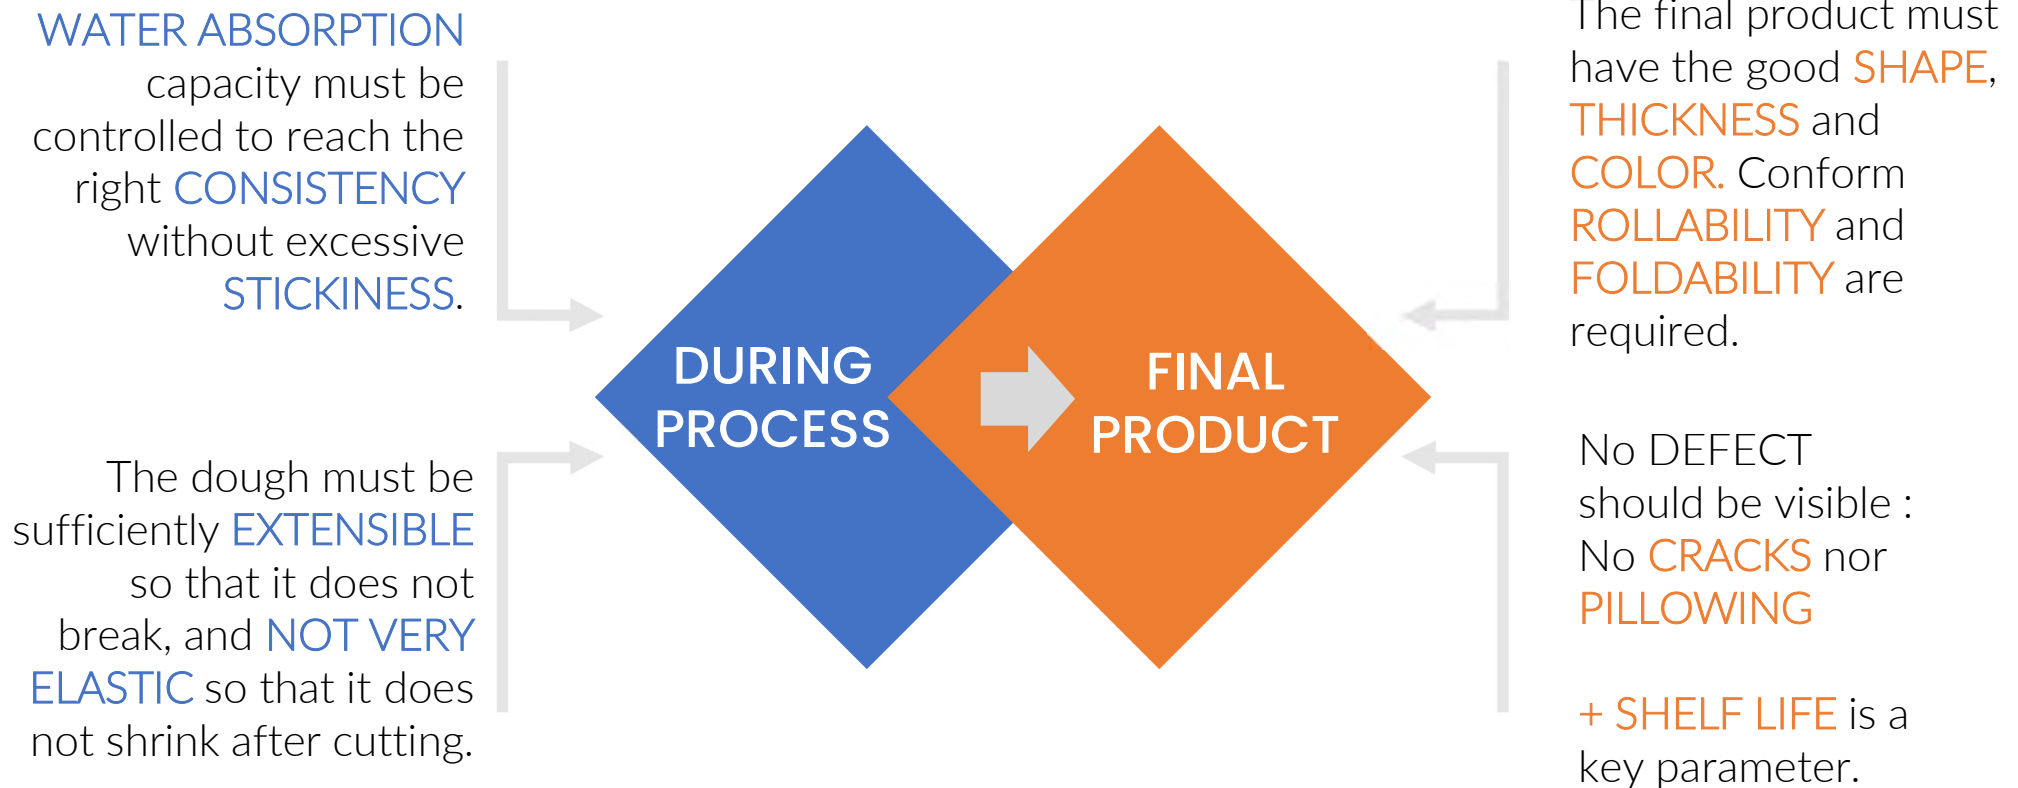 WATER ABSORPTION
capacity must be
controlled to reach the
right CONSISTENCY
without excessive
STICKINESS.
The dough must be
sufficiently EXTENSIBLE
so that it does not
break, and NOT VERY
ELASTIC so that it does
not shrink after cutting.
DURING
PROCESS
FINAL
PRODUCT
The final product must
have the good SHAPE,
THICKNESS and
COLOR. Conform
ROLLABILITY and
FOLDABILITY are
required.
No DEFECT
should be visible :
No CRACKS nor
PILLOWING
+ SHELF LIFE is a
key parameter.